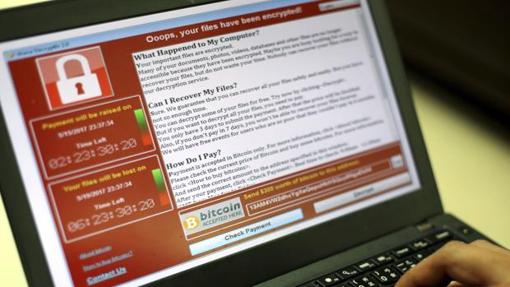 Wana Decrypt0r 2.0
Ooops, your files have been encrypted!
What Happened to My Computer?
Your important files are encrypted.
Many of your documents, photos, videos, databases and other files are no longer
accessible because they have been encrypted. Maybe you are busy looking for a way to
recover your files, but do not waste your time. Nobody can recover your files without
our decryption service.
Can I Recover My Files?
Sure. We guarantee that you can recover all your files safely and easily. But you have
not so enough time.
You can decrypt some of your files for free. Try now by clicking <Decrypt>.
But if you want to decrypt all your files, you need to pay.
You only have 3 days to submit the payment. After that the price will be doubled.
Also, if you don't pay in 7 days, you won't be able to recover your files forever.
We will have free events for users who are so poor that they couldn't pay in 6 months.
How Do I Pay?
Payment is accepted in Bitcoin only. For more information, click <About bitcoin>.
Please check the current price of Bitcoin and buy some bitcoins. For more information,
click <How to buy bitcoins>.
And send the correct amount to the address specified in this window.
After your payment, click <Check Payment>.
Payment will be raised on
5/15/2017 23:37:34
Time Left
02:23:30:20
Your files will be lost on
5/19/2017 23:37:34
Time Left
06:23:30:20
About bitcoin
How to buy bitcoins?
Contact Us
bitcoin
ACCEPTED HERE
Send $300 worth of bitcoin to this address:
Check Payment